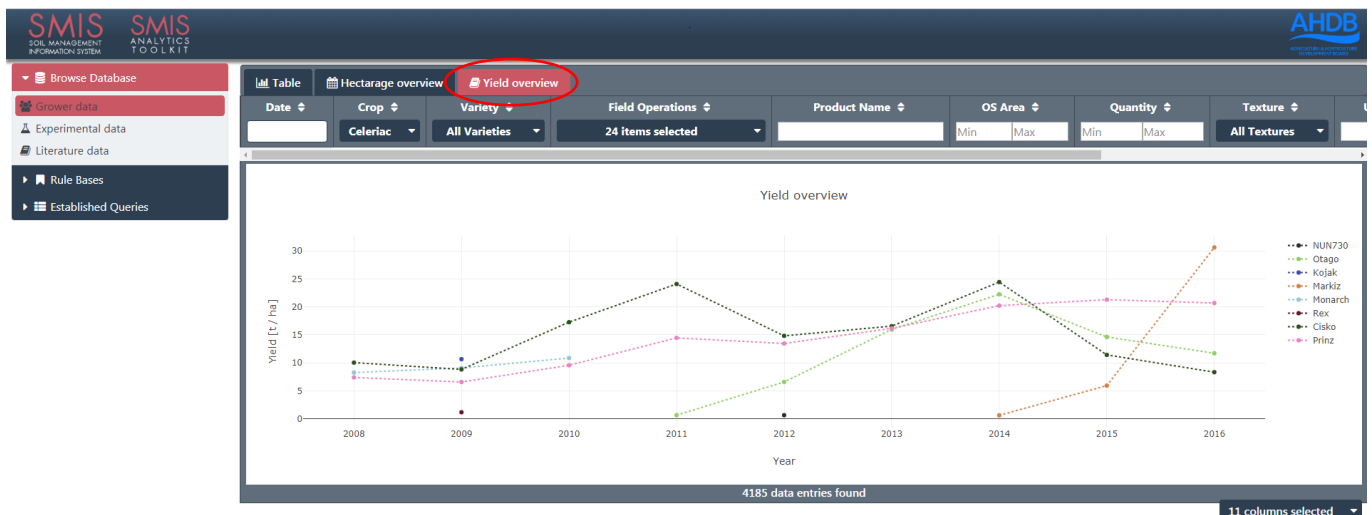 SMIS
SOIL MANAGEMENT
INFORMATION SYSTEM
SMIS
ANALYTICS
TOOLKIT
AHDB
AGRICULTURE & HORTICULTURE
DEVELOPMENT BOARD
Browse Database
Grower data
Experimental data
Literature data
Rule Bases
Established Queries
Table Hectarage overview Yield overview
Date Crop Variety Field Operations Product Name OS Area Quantity Texture U
Celeriac All Varieties 24 items selected Min Max Min Max All Textures
Yield overview
Yield [t / ha]
30
25
20
15
10
5
0
2008 2009 2010 2011 2012 2013 2014 2015 2016
Year
NUN730
Otago
Kojak
Markiz
Monarch
Rex
Cisko
Prinz
4185 data entries found
11 columns selected